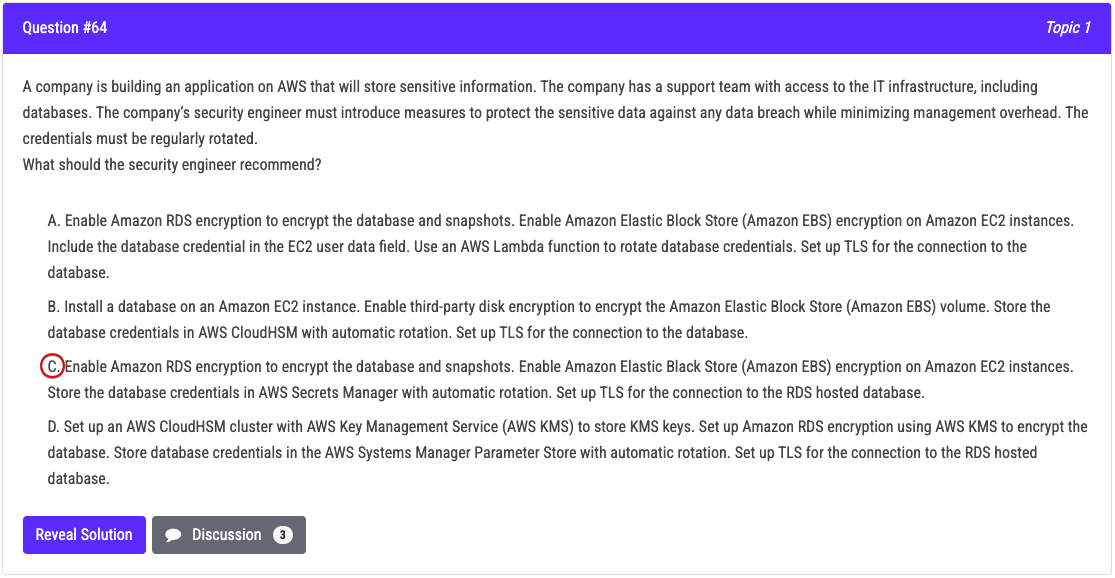 Question #64
Topic 1
A company is building an application on AWS that will store sensitive information. The company has a support team with access to the IT infrastructure, including
databases. The company's security engineer must introduce measures to protect the sensitive data against any data breach while minimizing management overhead. The
credentials must be regularly rotated.
What should the security engineer recommend?
A. Enable Amazon RDS encryption to encrypt the database and snapshots. Enable Amazon Elastic Block Store (Amazon EBS) encryption on Amazon EC2 instances.
Include the database credential in the EC2 user data field. Use an AWS Lambda function to rotate database credentials. Set up TLS for the connection to the
database.
B. Install a database on an Amazon EC2 instance. Enable third-party disk encryption to encrypt the Amazon Elastic Block Store (Amazon EBS) volume. Store the
database credentials in AWS CloudHSM with automatic rotation. Set up TLS for the connection to the database.
C. Enable Amazon RDS encryption to encrypt the database and snapshots. Enable Amazon Elastic Black Store (Amazon EBS) encryption on Amazon EC2 instances.
Store the database credentials in AWS Secrets Manager with automatic rotation. Set up TLS for the connection to the RDS hosted database.
D. Set up an AWS CloudHSM cluster with AWS Key Management Service (AWS KMS) to store KMS keys. Set up Amazon RDS encryption using AWS KMS to encrypt the
database. Store database credentials in the AWS Systems Manager Parameter Store with automatic rotation. Set up TLS for the connection to the RDS hosted
database.
Reveal Solution
Discussion 3